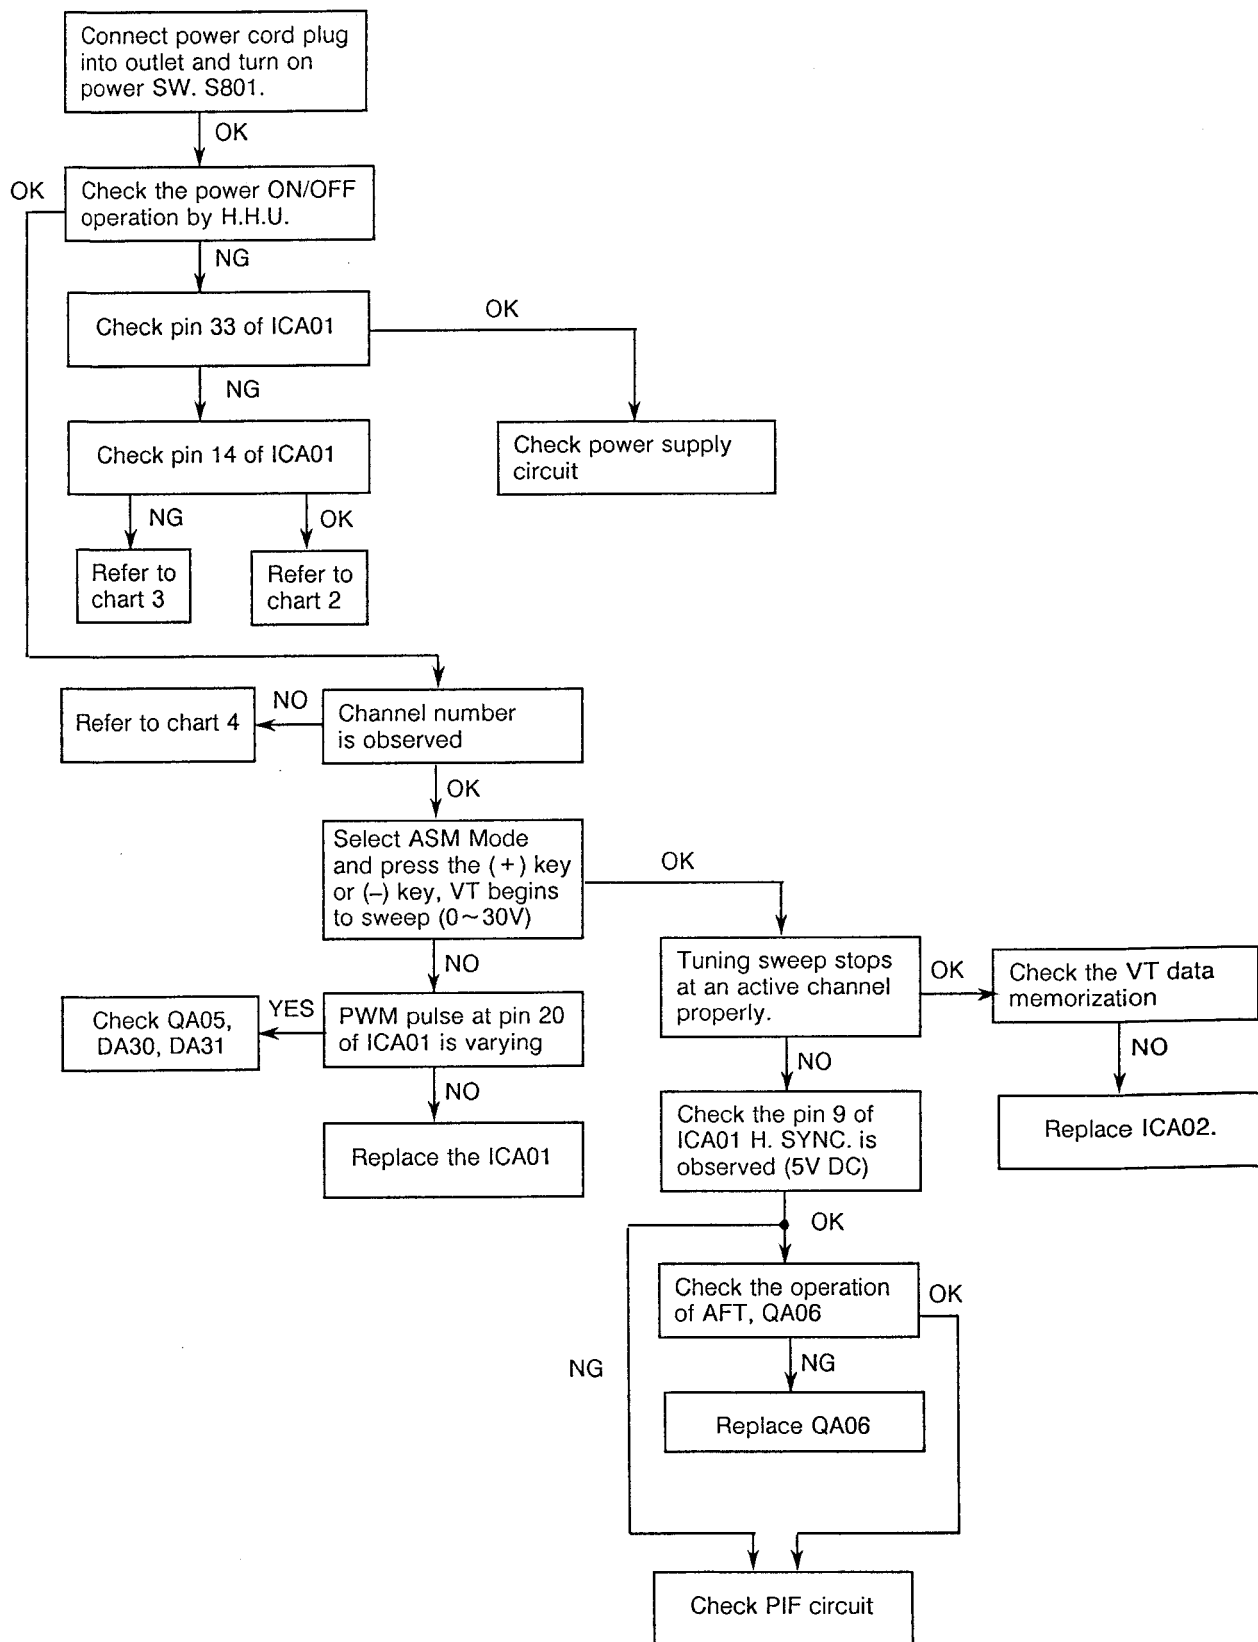 Connect power cord plug
into outlet and turn on
power SW. S801.
OK
OK
Check the power ON/OFF
operation by H.H.U.
NG
Check pin 33 of ICA01
OK
NG
Check pin 14 of ICA01
Check power supply
circuit
NG
OK
Refer to
chart 3
Refer to
chart 2
Refer to chart 4
NO
Channel number
is observed
OK
Select ASM Mode
and press the (+) key
or (–) key, VT begins
to sweep (0~30V)
OK
NO
Tuning sweep stops
at an active channel
properly.
OK
Check the VT data
memorization
Check QA05,
DA30, DA31
YES
PWM pulse at pin 20
of ICA01 is varying
NO
NO
NO
Replace the ICA01
Check the pin 9 of
ICA01 H. SYNC. is
observed (5V DC)
Replace ICA02.
OK
Check the operation
of AFT, QA06
OK
NG
NG
Replace QA06
Check PIF circuit